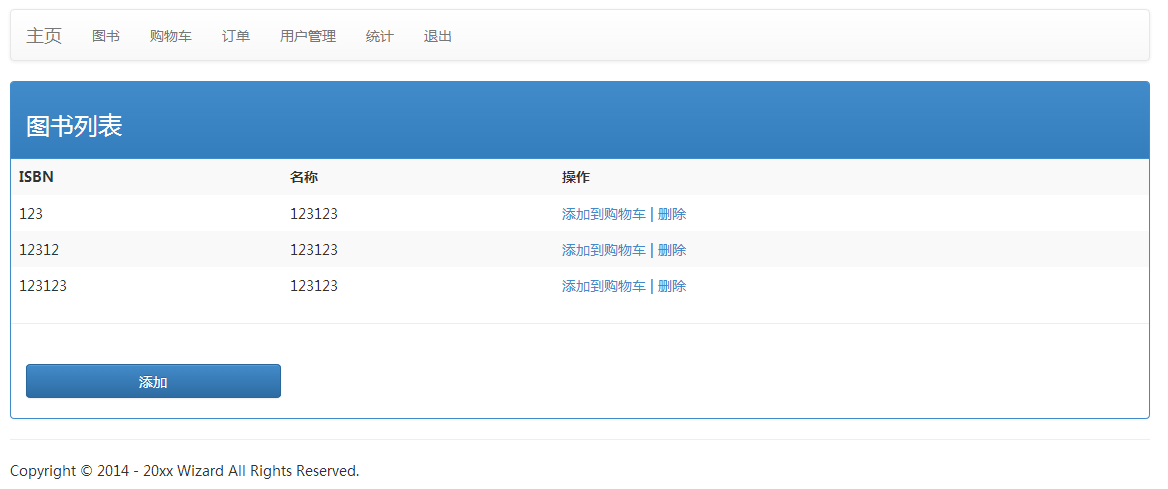 主页 图书 购物车 订单 用户管理 统计 退出
图书列表
ISBN 名称 操作
123 123123 添加到购物车 | 删除
12312 123123 添加到购物车 | 删除
123123 123123 添加到购物车 | 删除
添加
Copyright © 2014 - 20xx Wizard All Rights Reserved.